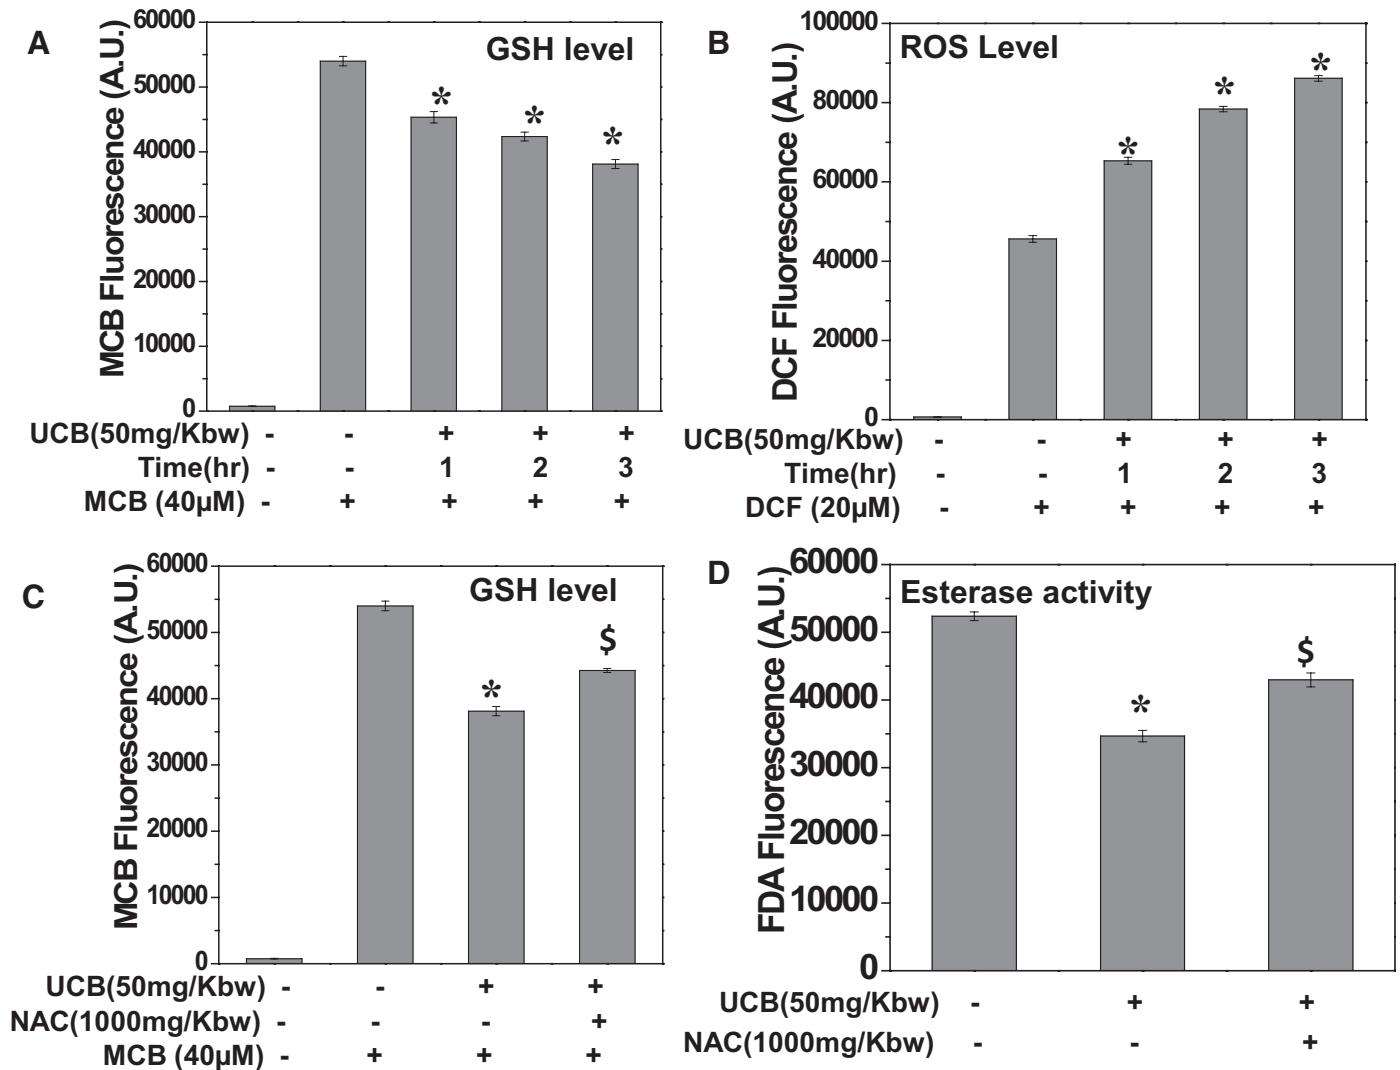 A
GSH level
MCB Fluorescence (A.U.)
60000
50000
40000
30000
20000
10000
0
*
*
*
UCB(50mg/Kbw) - - + + +
Time(hr) - - 1 2 3
MCB (40μM) - + + + +
B
ROS Level
DCF Fluorescence (A.U.)
100000
80000
60000
40000
20000
0
*
*
*
UCB(50mg/Kbw) - - + + +
Time(hr) - - 1 2 3
DCF (20μM) - + + + +
C
GSH level
MCB Fluorescence (A.U.)
60000
50000
40000
30000
20000
10000
0
*
$
UCB(50mg/Kbw) - - + +
NAC(1000mg/Kbw) - - - +
MCB (40μM) - + + +
D
Esterase activity
FDA Fluorescence (A.U.)
60000
50000
40000
30000
20000
10000
0
*
$
UCB(50mg/Kbw) - + +
NAC(1000mg/Kbw) - - +